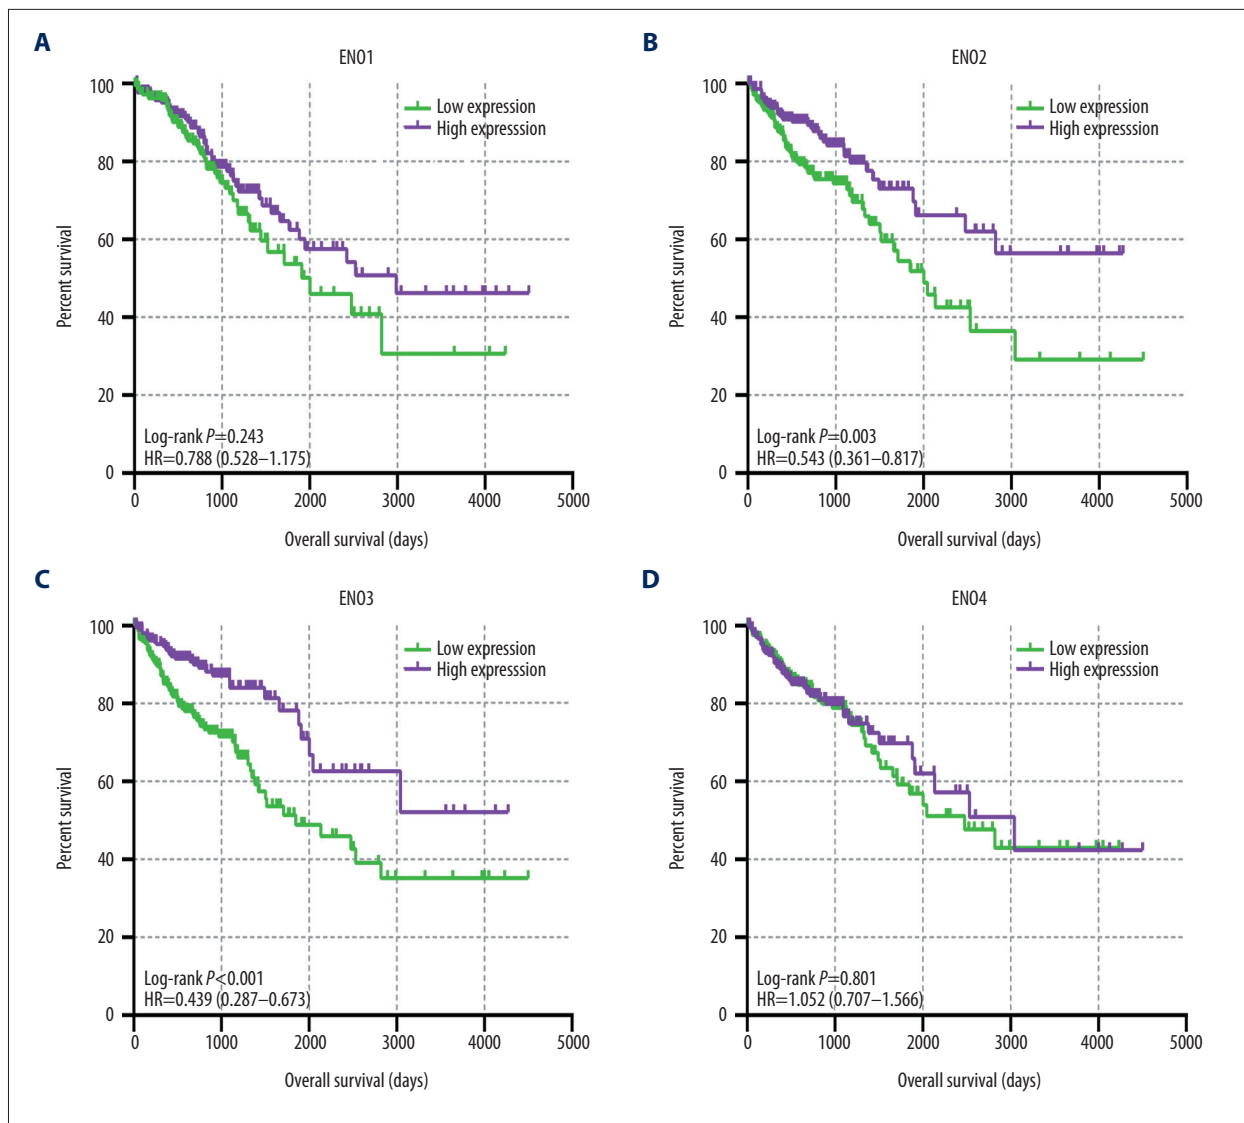 A
ENO1
100
80
60
40
20
0
Percent survival
Low expression
High expresssion
Log-rank P=0.243
HR=0.788 (0.528–1.175)
0 1000 2000 3000 4000 5000
Overall survival (days)
B
ENO2
100
80
60
40
20
0
Percent survival
Low expression
High expresssion
Log-rank P=0.003
HR=0.543 (0.361–0.817)
0 1000 2000 3000 4000 5000
Overall survival (days)
C
ENO3
100
80
60
40
20
0
Percent survival
Low expression
High expresssion
Log-rank P<0.001
HR=0.439 (0.287–0.673)
0 1000 2000 3000 4000 5000
Overall survival (days)
D
ENO4
100
80
60
40
20
0
Percent survival
Low expression
High expresssion
Log-rank P=0.801
HR=1.052 (0.707–1.566)
0 1000 2000 3000 4000 5000
Overall survival (days)